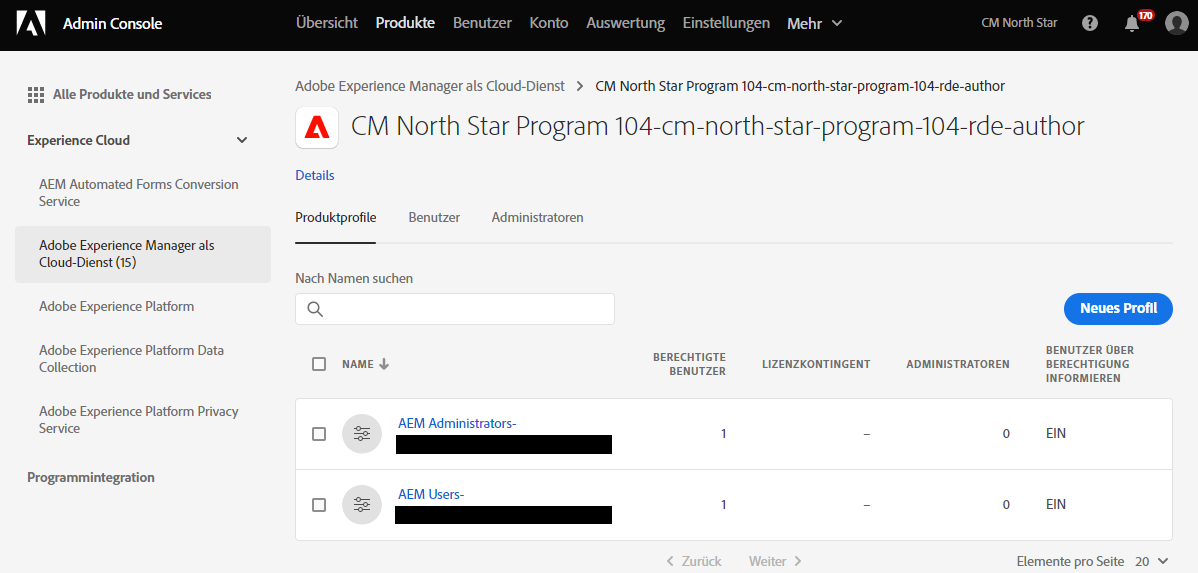 Admin Console
Übersicht Produkte Benutzer Konto Auswertung Einstellungen Mehr
CM North Star
170
Alle Produkte und Services
Experience Cloud
AEM Automated Forms Conversion
Service
Adobe Experience Manager als
Cloud-Dienst (15)
Adobe Experience Platform
Adobe Experience Platform Data
Collection
Adobe Experience Platform Privacy
Service
Programmintegration
Adobe Experience Manager als Cloud-Dienst > CM North Star Program 104-cm-north-star-program-104-rde-author
CM North Star Program 104-cm-north-star-program-104-rde-author
Details
Produktprofile Benutzer Administratoren
Nach Namen suchen
Neues Profil
NAME
BERECHTIGTE
BENUTZER
LIZENZKONTINGENT
ADMINISTRATOREN
BENUTZER ÜBER
BERECHTIGUNG
INFORMIEREN
AEM Administrators-
1 – 0 EIN
AEM Users-
1 – 0 EIN
Zurück Weiter
Elemente pro Seite 20